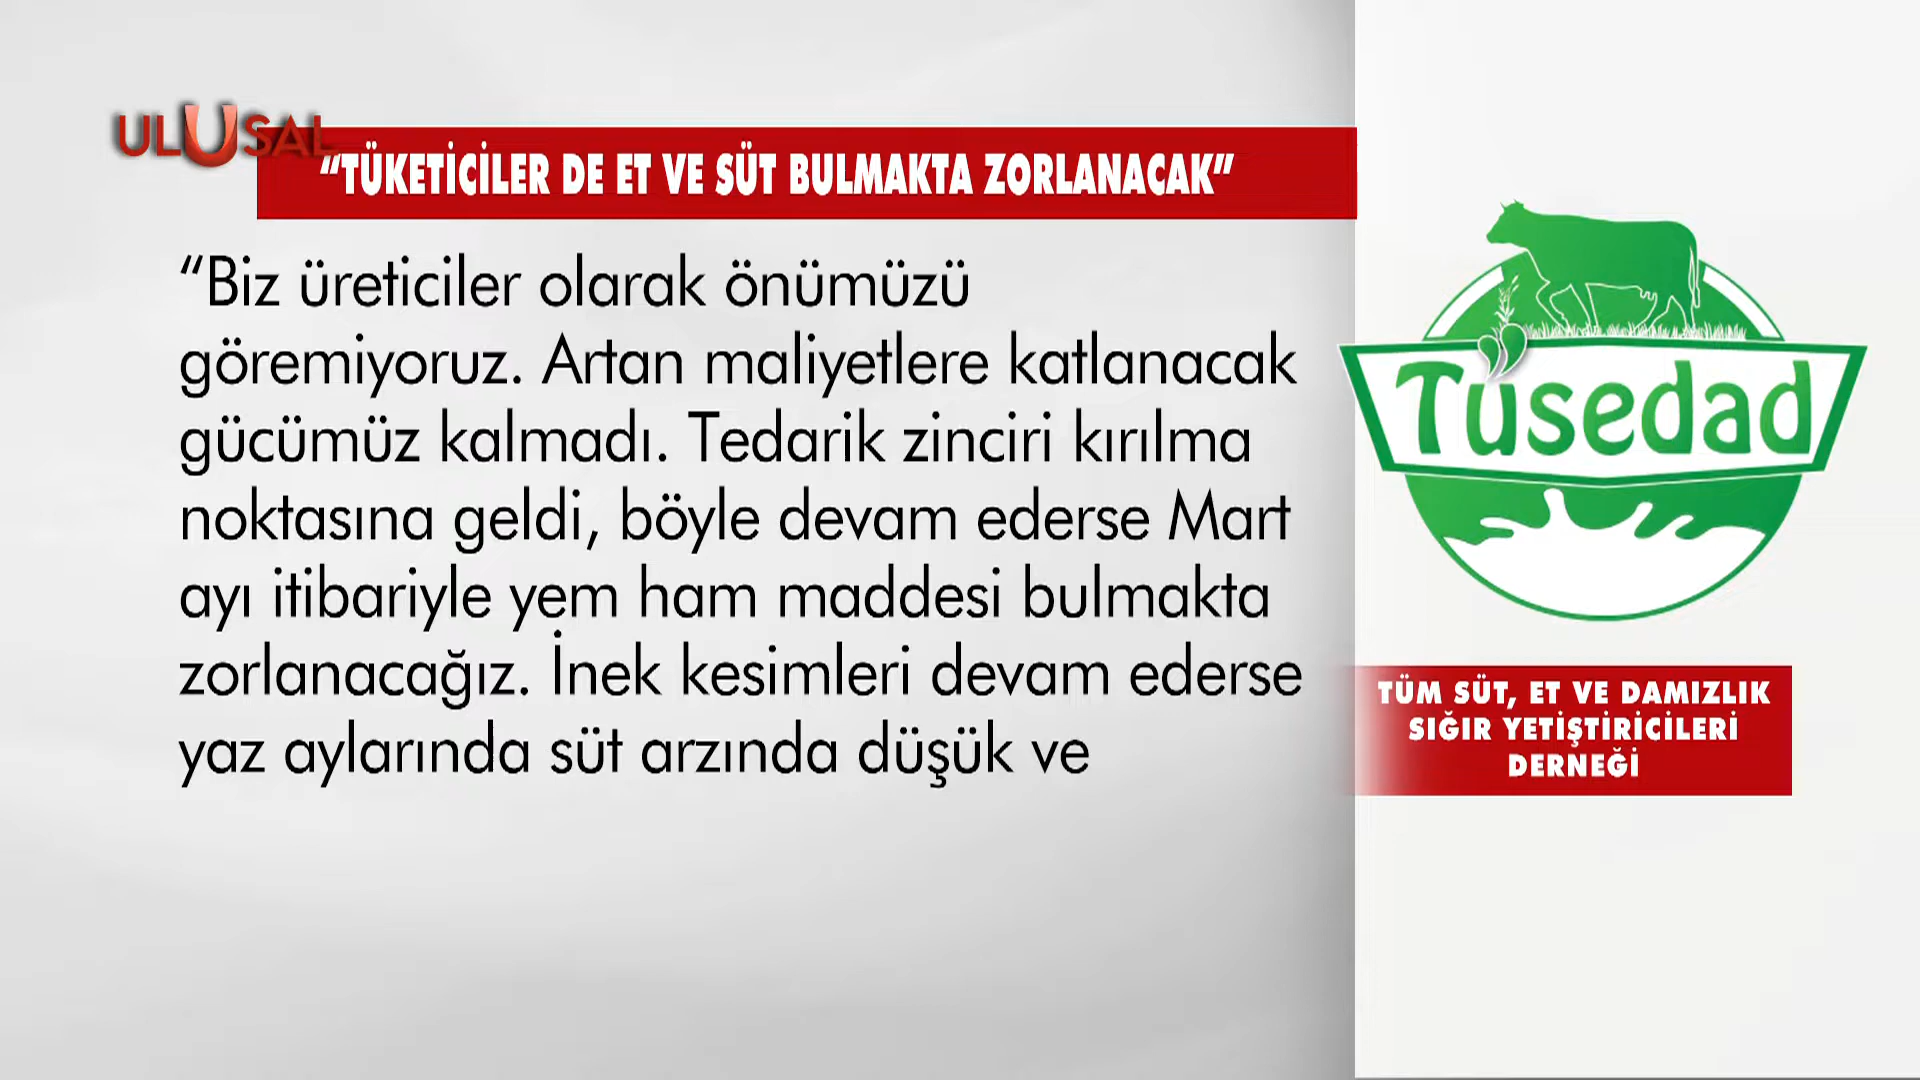 ULUSAL
“TÜKETİCİLER DE ET VE SÜT BULMAKTA ZORLANACAK”
“Biz üreticiler olarak önümüzü
göremiyoruz. Artan maliyetlere katlanacak
gücümüz kalmadı. Tedarik zinciri kırılma
noktasına geldi, böyle devam ederse Mart
ayı itibariyle yem ham maddesi bulmakta
zorlanacağız. İnek kesimleri devam ederse
yaz aylarında süt arzında düşük ve
Tüsedad
TÜM SÜT, ET VE DAMIZLIK
SIĞIR YETİŞTİRİCİLERİ
DERNEĞİ